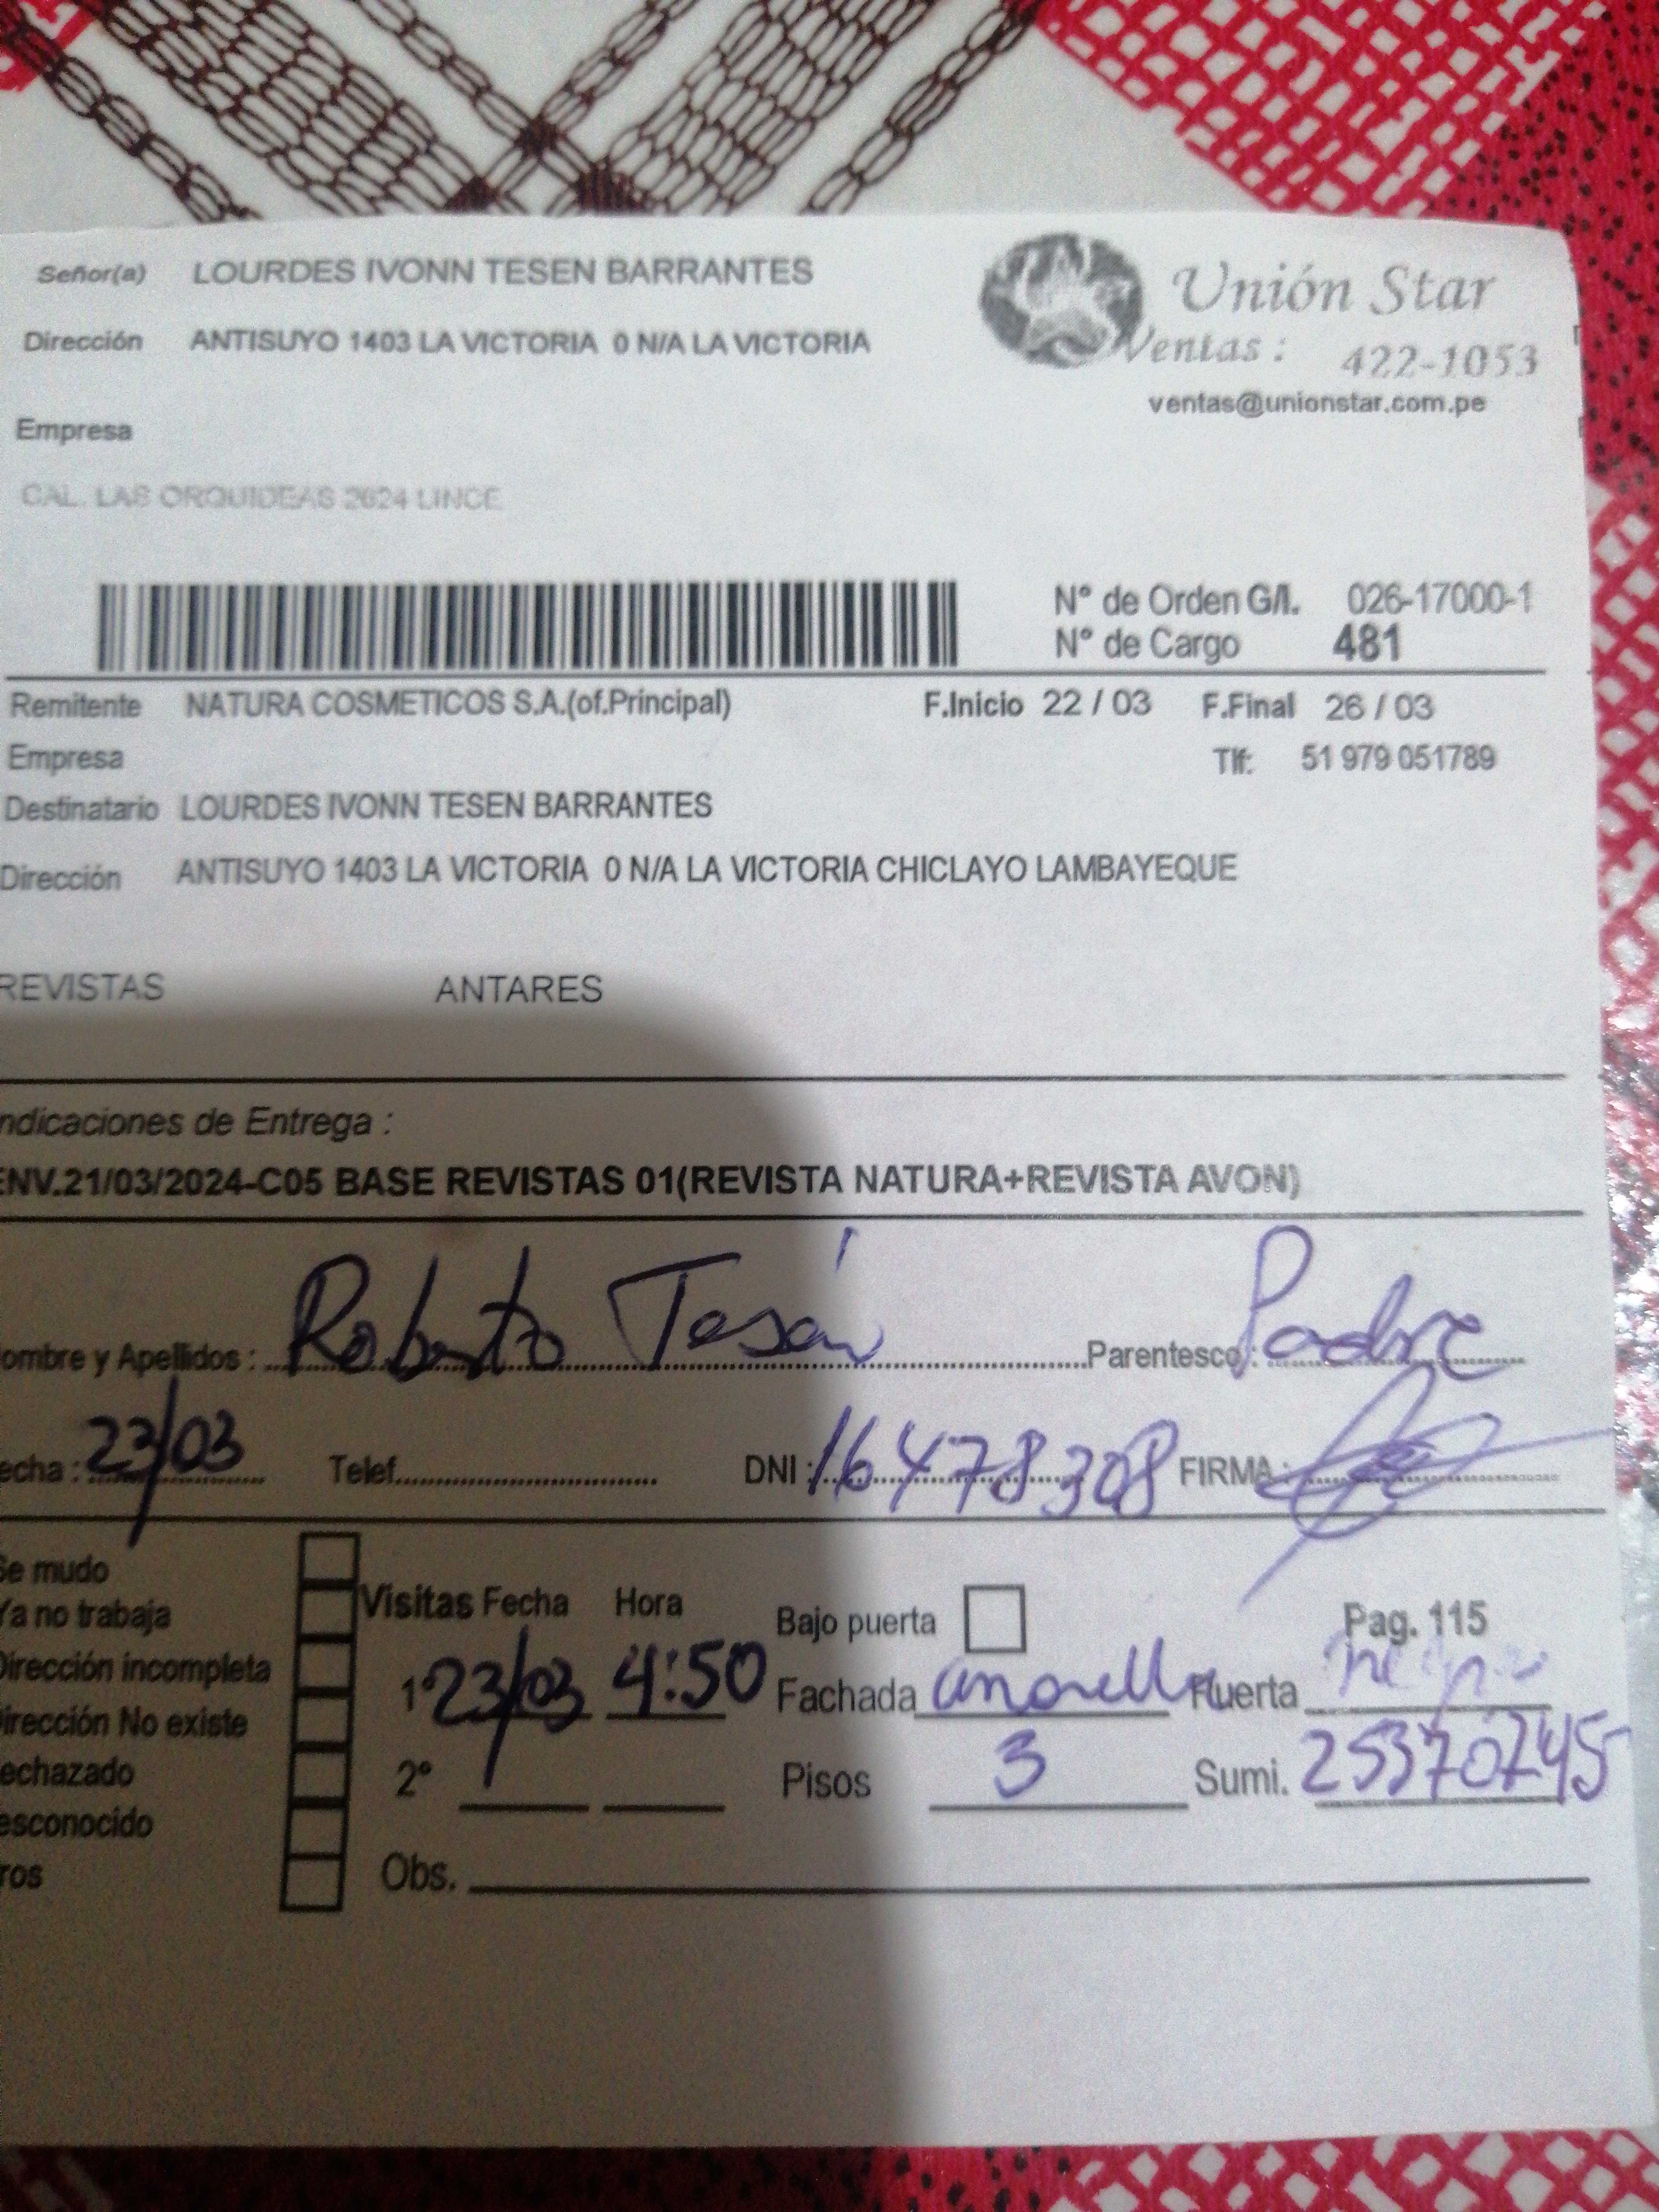 Señor(a) LOURDES IVONN TESEN BARRANTES
Unión Star
Dirección ANTISUYO 1403 LA VICTORIA 0 N/A LA VICTORIA
Ventas : 422-1053
ventas@unionstar.com.pe
Empresa
CAL. LAS ORQUIDEAS 2624 LINCE
N° de Orden G/I. 026-17000-1
N° de Cargo 481
Remitente NATURA COSMETICOS S.A.(of.Principal) F.Inicio 22 / 03 F.Final 26 / 03
Empresa Tlf: 51 979 051789
Destinatario LOURDES IVONN TESEN BARRANTES
Dirección ANTISUYO 1403 LA VICTORIA 0 N/A LA VICTORIA CHICLAYO LAMBAYEQUE
REVISTAS ANTARES
ndicaciones de Entrega :
ENV.21/03/2024-C05 BASE REVISTAS 01(REVISTA NATURA+REVISTA AVON)
ombre y Apellidos : Roberto Tesén Parentesco : Padre
echa : 23/03 Telef. DNI : 16478308 FIRMA :
Se mudo
Ya no trabaja Visitas Fecha Hora Bajo puerta Pag. 115
Dirección incompleta 1° 23/03 4:50 Fachada amarella Puerta negro
irección No existe
echazado 2° Pisos 3 Sumi. 25370745
esconocido
ros Obs.